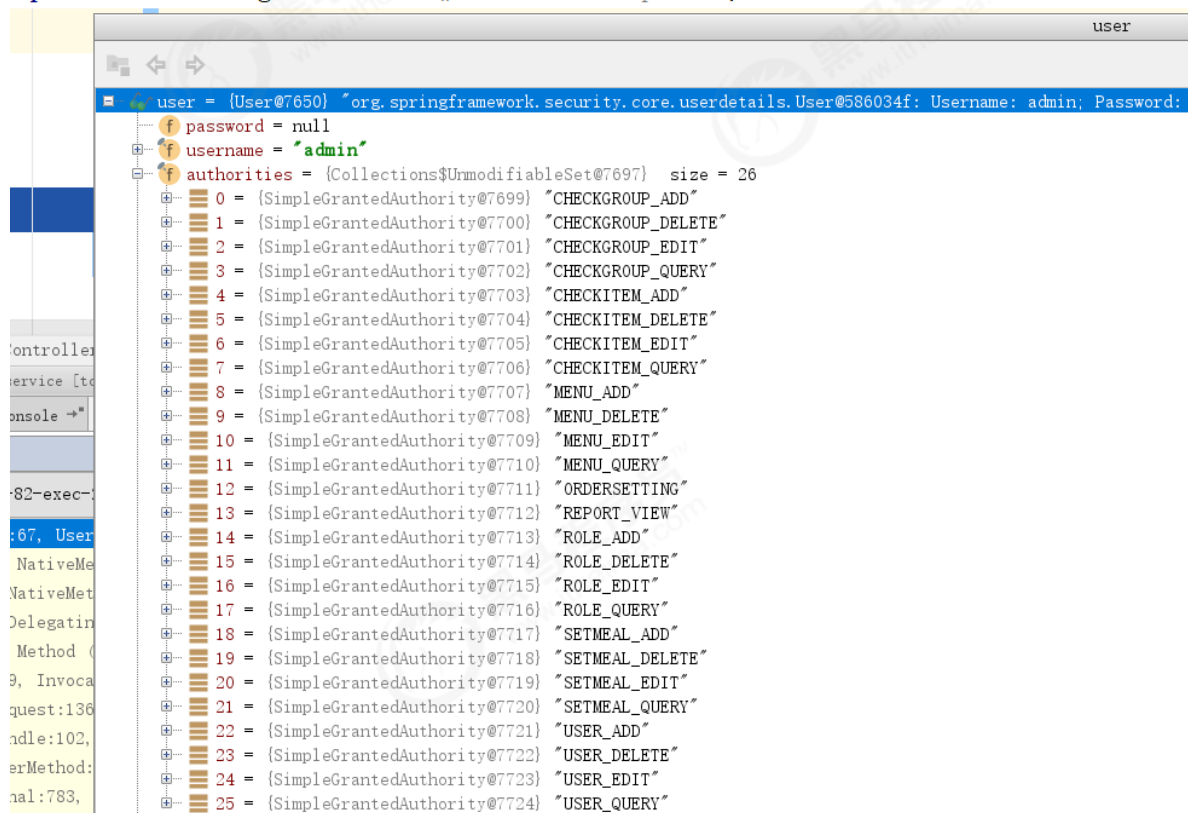 user
user = {User@7650} "org.springframework.security.core.userdetails.User@586034f: Username: admin; Password:
f password = null
f username = "admin"
f authorities = {Collections$UnmodifiableSet@7697} size = 26
0 = {SimpleGrantedAuthority@7699} "CHECKGROUP_ADD"
1 = {SimpleGrantedAuthority@7700} "CHECKGROUP_DELETE"
2 = {SimpleGrantedAuthority@7701} "CHECKGROUP_EDIT"
3 = {SimpleGrantedAuthority@7702} "CHECKGROUP_QUERY"
4 = {SimpleGrantedAuthority@7703} "CHECKITEM_ADD"
5 = {SimpleGrantedAuthority@7704} "CHECKITEM_DELETE"
6 = {SimpleGrantedAuthority@7705} "CHECKITEM_EDIT"
ontroller
7 = {SimpleGrantedAuthority@7706} "CHECKITEM_QUERY"
ervice [to
8 = {SimpleGrantedAuthority@7707} "MENU_ADD"
onsole
9 = {SimpleGrantedAuthority@7708} "MENU_DELETE"
10 = {SimpleGrantedAuthority@7709} "MENU_EDIT"
11 = {SimpleGrantedAuthority@7710} "MENU_QUERY"
-82-exec-
12 = {SimpleGrantedAuthority@7711} "ORDERSETTING"
13 = {SimpleGrantedAuthority@7712} "REPORT_VIEW"
:67, User
14 = {SimpleGrantedAuthority@7713} "ROLE_ADD"
NativeMe
15 = {SimpleGrantedAuthority@7714} "ROLE_DELETE"
NativeMet
16 = {SimpleGrantedAuthority@7715} "ROLE_EDIT"
Delegatin
17 = {SimpleGrantedAuthority@7716} "ROLE_QUERY"
18 = {SimpleGrantedAuthority@7717} "SETMEAL_ADD"
Method (
19 = {SimpleGrantedAuthority@7718} "SETMEAL_DELETE"
9, Invoca
20 = {SimpleGrantedAuthority@7719} "SETMEAL_EDIT"
quest:136
21 = {SimpleGrantedAuthority@7720} "SETMEAL_QUERY"
ndle:102,
22 = {SimpleGrantedAuthority@7721} "USER_ADD"
23 = {SimpleGrantedAuthority@7722} "USER_DELETE"
erMethod:
24 = {SimpleGrantedAuthority@7723} "USER_EDIT"
nal:783,
25 = {SimpleGrantedAuthority@7724} "USER_QUERY"